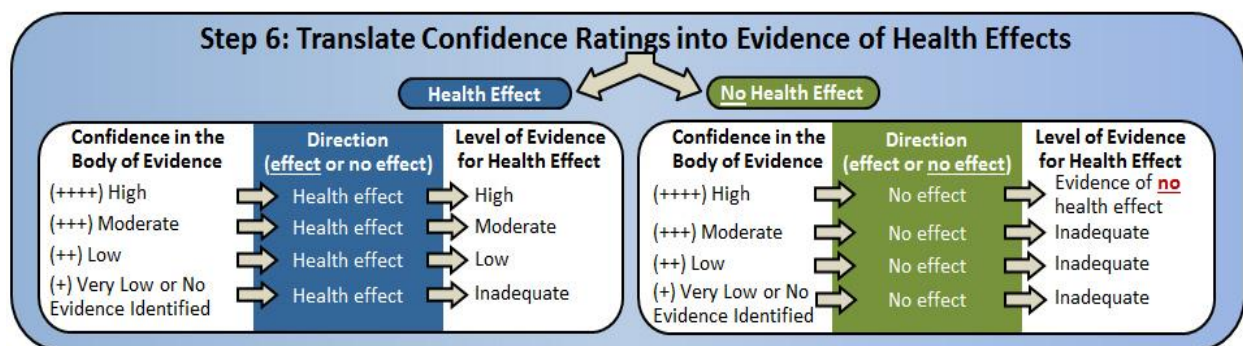 Step 6: Translate Confidence Ratings into Evidence of Health Effects
Health Effect
No Health Effect
Confidence in the
Body of Evidence
Direction
(effect or no effect)
Level of Evidence
for Health Effect
(++++) High
Health effect
High
(+++) Moderate
Health effect
Moderate
(++) Low
Health effect
Low
(+) Very Low or No
Evidence Identified
Health effect
Inadequate
Confidence in the
Body of Evidence
Direction
(effect or no effect)
Level of Evidence
for Health Effect
(++++) High
No effect
Evidence of no
health effect
(+++) Moderate
No effect
Inadequate
(++) Low
No effect
Inadequate
(+) Very Low or No
Evidence Identified
No effect
Inadequate